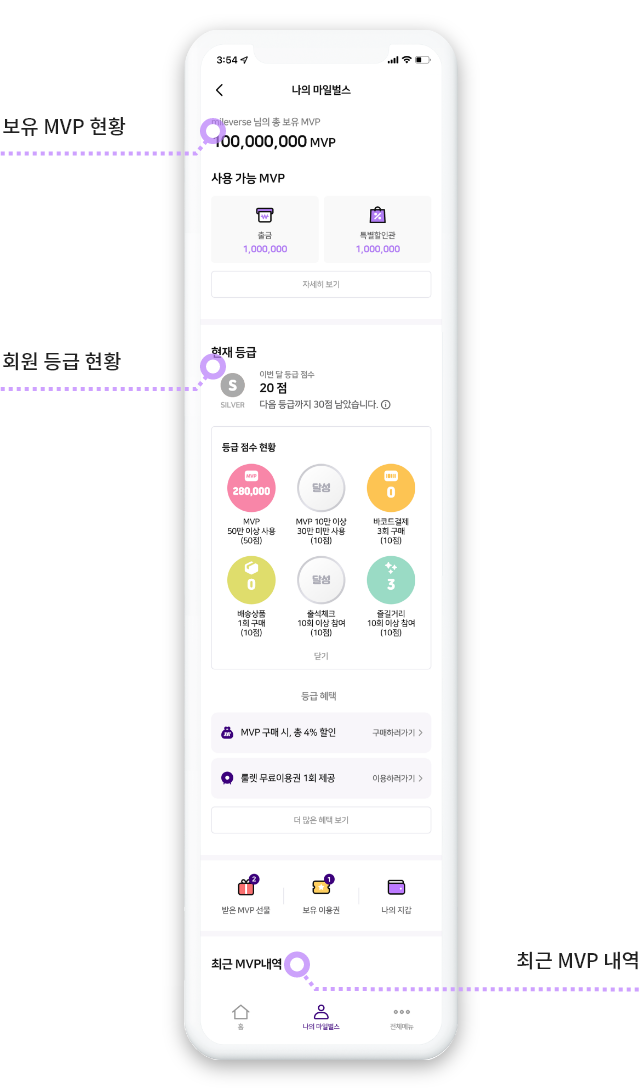 3:54
나의 마일벌스
보유 MVP 현황
mileverse 님의 총 보유 MVP
100,000,000 MVP
사용 가능 MVP
출금
1,000,000
특별할인관
1,000,000
자세히 보기
회원 등급 현황
현재 등급
S
SILVER
이번 달 등급 점수
20 점
다음 등급까지 30점 남았습니다.
등급 점수 현황
MVP
280,000
MVP
50만 이상 사용
(50점)
달성
MVP 10만 이상
30만 미만 사용
(10점)
0
바코드결제
3회 구매
(10점)
0
배송상품
1회 구매
(10점)
달성
출석체크
10회 이상 참여
(10점)
3
즐길거리
10회 이상 참여
(10점)
닫기
등급 혜택
MVP 구매 시, 총 4% 할인
구매하러가기 >
룰렛 무료이용권 1회 제공
이용하러가기 >
더 많은 혜택 보기
2
받은 MVP 선물
1
보유 이용권
나의 지갑
최근 MVP내역
최근 MVP 내역
홈
나의 마일벌스
전체메뉴